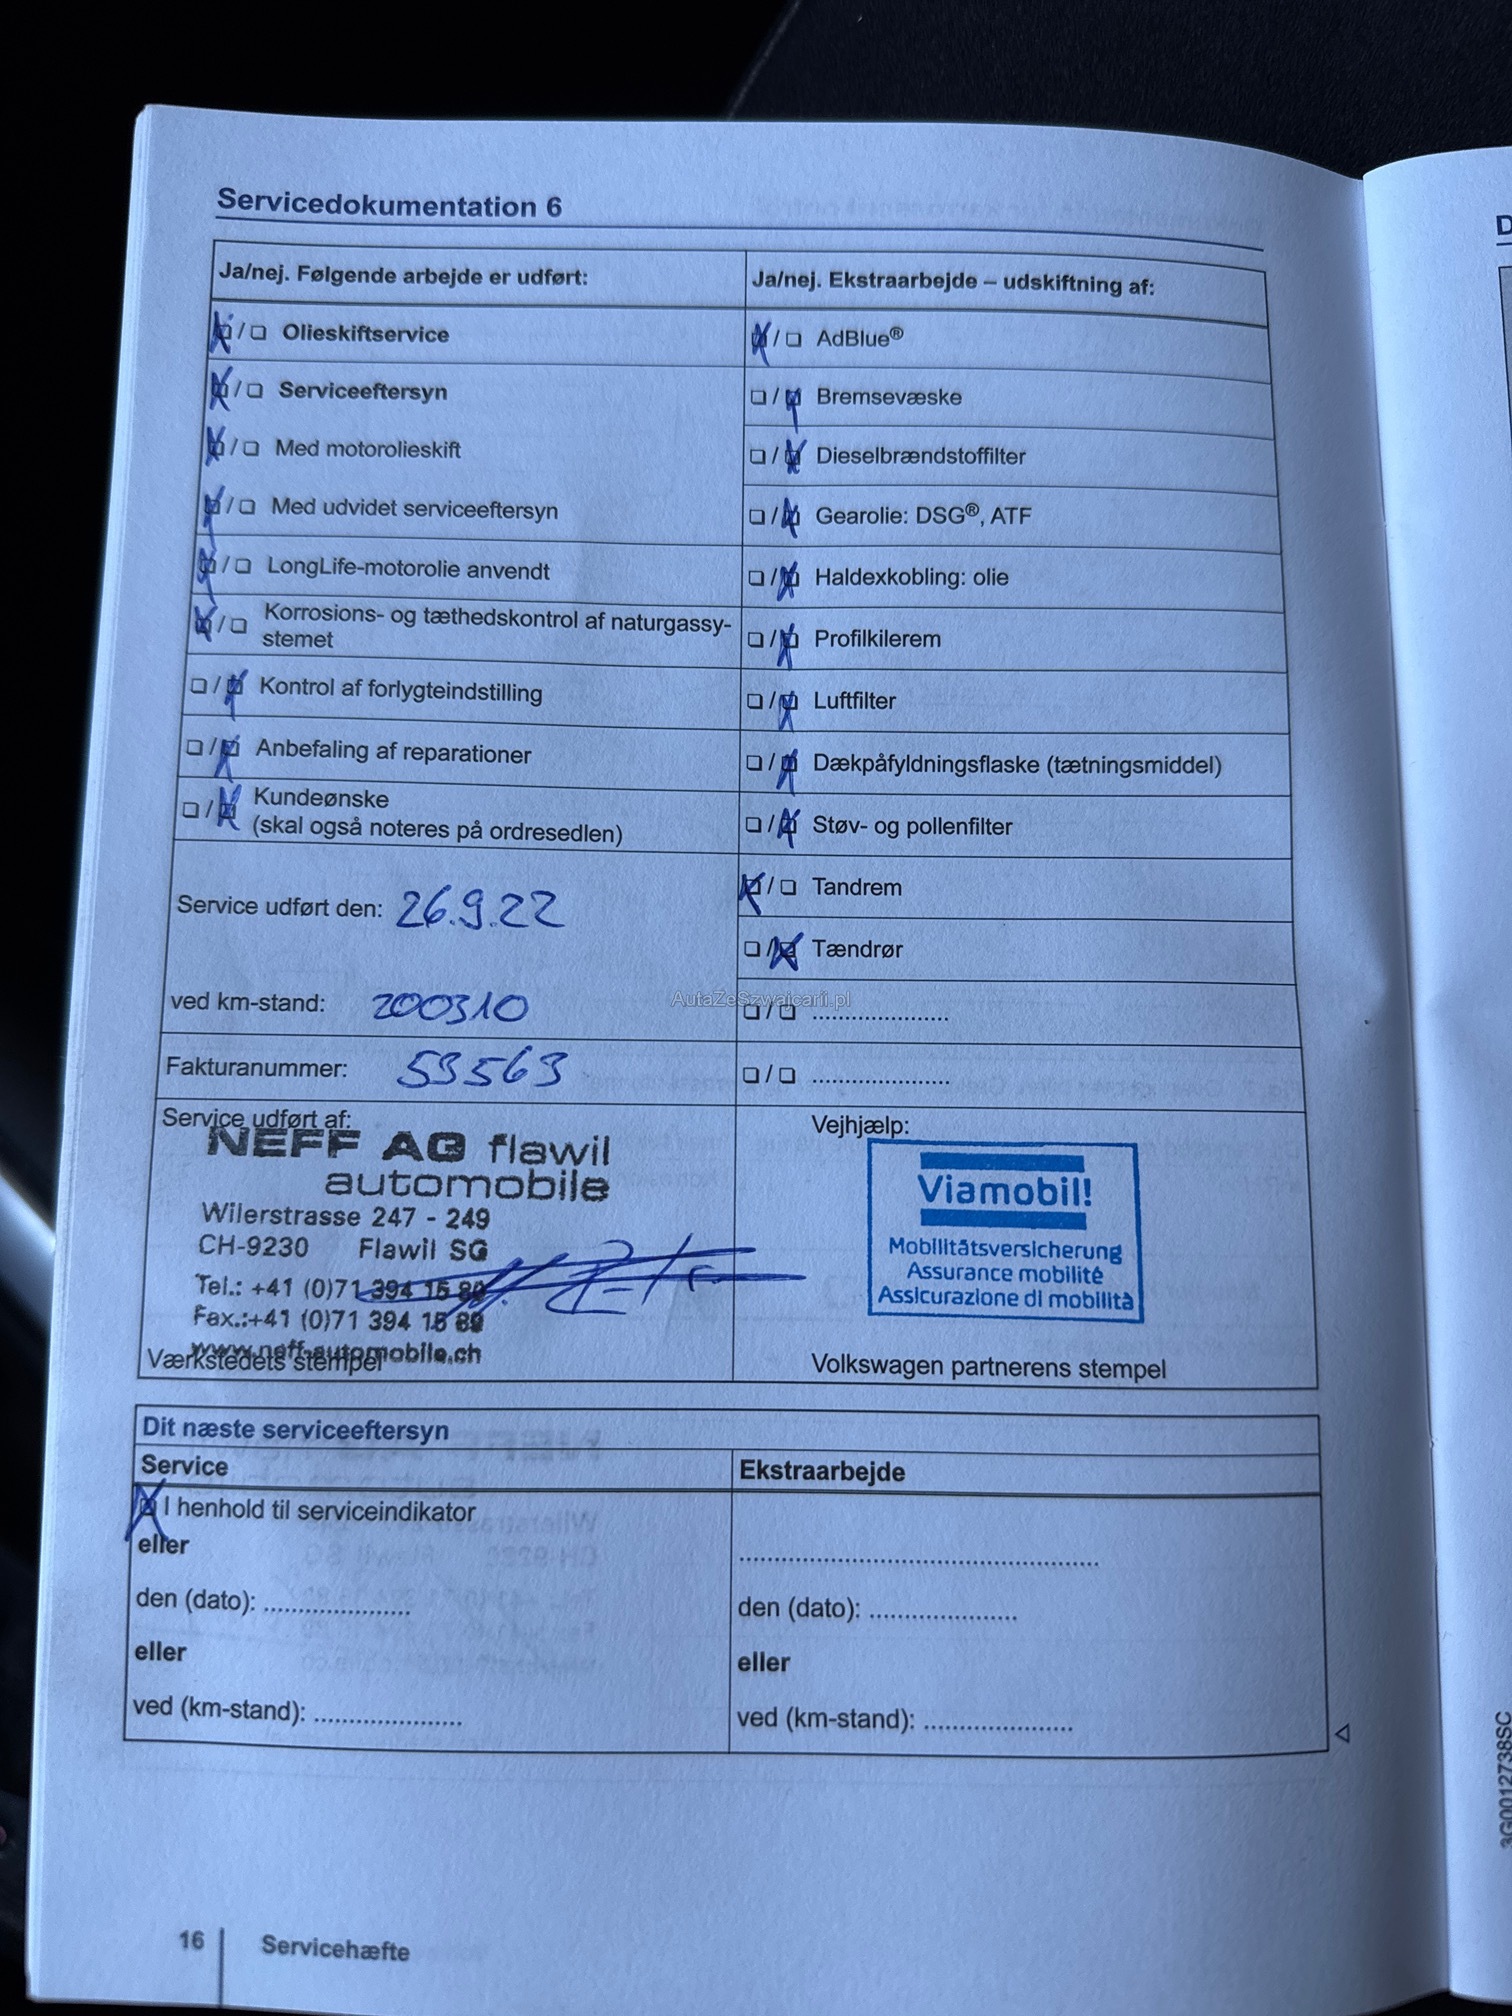 Servicedokumentation 6
Ja/nej. Følgende arbejde er udført:
☒ / ☐ Olieskiftservice
☒ / ☐ Serviceeftersyn
☒ / ☐ Med motorolieskift
☒ / ☐ Med udvidet serviceeftersyn
☒ / ☐ LongLife-motorolie anvendt
☒ / ☐ Korrosions- og tæthedskontrol af naturgassy-
stemet
☐ / ☒ Kontrol af forlygteindstilling
☐ / ☒ Anbefaling af reparationer
☐ / ☒ Kundeønske
(skal også noteres på ordresedlen)
Service udført den: 26.9.22
ved km-stand: 200310
Fakturanummer: 53563
Ja/nej. Ekstraarbejde – udskiftning af:
☒ / ☐ AdBlue®
☐ / ☒ Bremsevæske
☐ / ☒ Dieselbrændstoffilter
☐ / ☒ Gearolie: DSG®, ATF
☐ / ☒ Haldexkobling: olie
☐ / ☒ Profilkilerem
☐ / ☒ Luftfilter
☐ / ☒ Dækpåfyldningsflaske (tætningsmiddel)
☐ / ☒ Støv- og pollenfilter
☒ / ☐ Tandrem
☐ / ☒ Tændrør
☐ / ☐ ......................
☐ / ☐ ......................
AutaZeSzwajcarii.pl
Service udført af:
NEFF AG flawil
automobile
Wilerstrasse 247 - 249
CH-9230 Flawil SG
Tel.: +41 (0)71 394 15 80
Fax.:+41 (0)71 394 15 89
www.neff-automobile.ch
Værkstedets stempel
Vejhjælp:
Viamobil!
Mobilitätsversicherung
Assurance mobilité
Assicurazione di mobilità
Volkswagen partnerens stempel
Dit næste serviceeftersyn
Service
☒ I henhold til serviceindikator
eller
den (dato): ......................
eller
ved (km-stand): ......................
Ekstraarbejde
......................................................
den (dato): ......................
eller
ved (km-stand): ......................
16 Servicehæfte
D
3G0012738SC